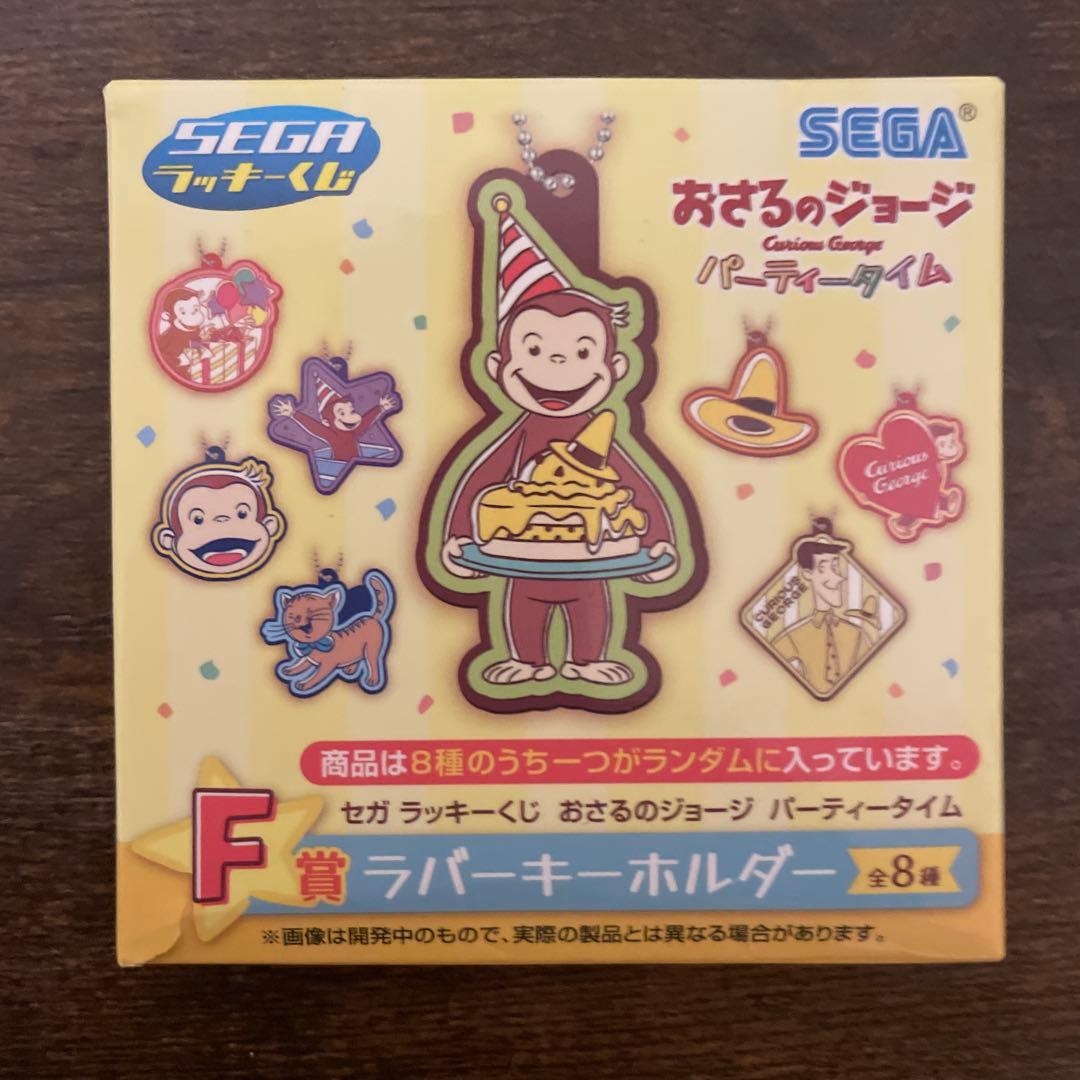 SEGA
ラッキーくじ
SEGA®
おさるのジョージ
Curious George
パーティータイム
Curious
George
CURIOUS
GEORGE
商品は8種のうち一つがランダムに入っています。
セガ ラッキーくじ おさるのジョージ パーティータイム
F賞 ラバーキーホルダー 全8種
※画像は開発中のもので、実際の製品とは異なる場合があります。